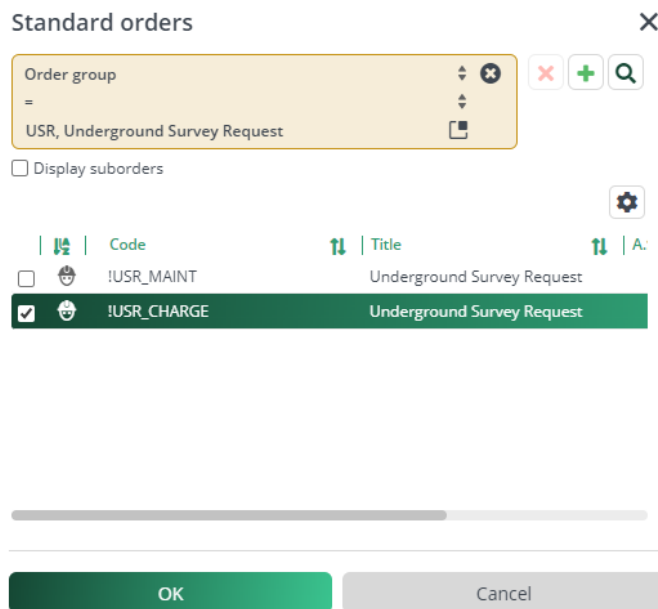 Standard orders
Order group
=
USR, Underground Survey Request
Display suborders
Code Title A.
!USR_MAINT Underground Survey Request
!USR_CHARGE Underground Survey Request
OK Cancel